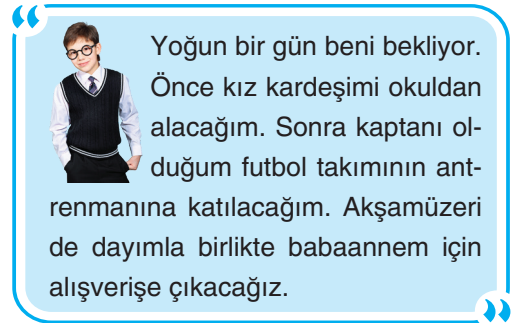 Yoğun bir gün beni bekliyor.
Önce kız kardeşimi okuldan
alacağım. Sonra kaptanı ol-
duğum futbol takımının ant-
renmanına katılacağım. Akşamüzeri
de dayımla birlikte babaannem için
alışverişe çıkacağız.